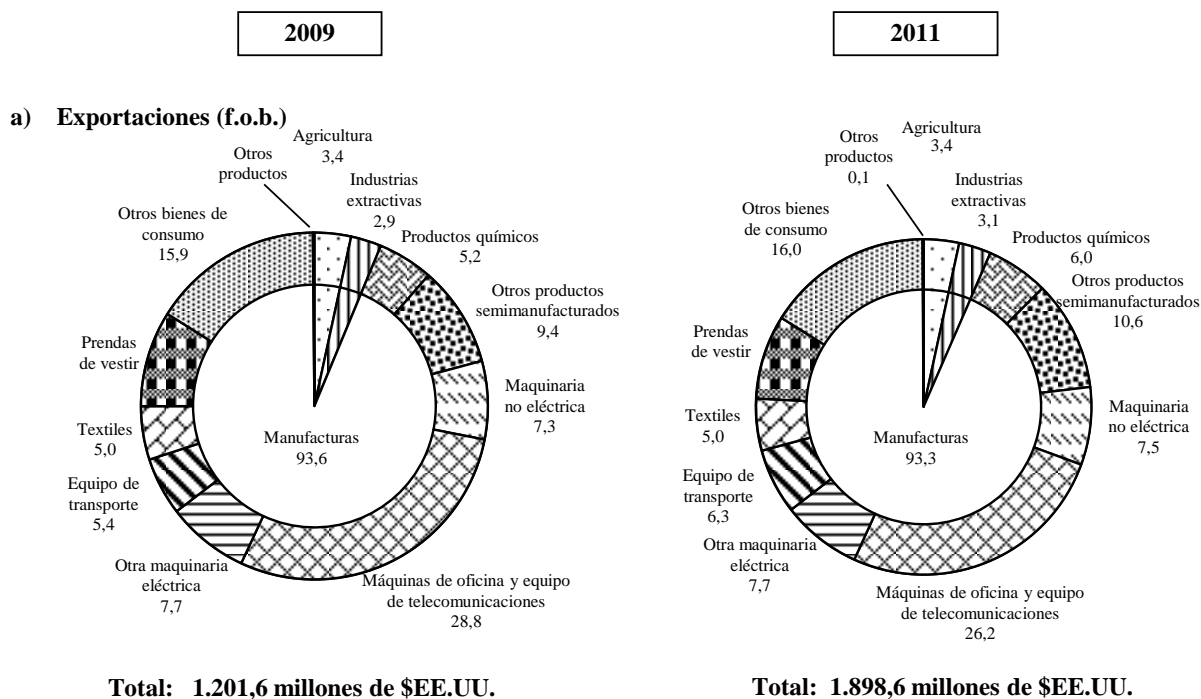 2009
2011
a) Exportaciones (f.o.b.)
Otros
productos
Agricultura
3,4
Industrias
extractivas
2,9
Productos químicos
5,2
Otros productos
semimanufacturados
9,4
Maquinaria
no eléctrica
7,3
Máquinas de oficina y equipo
de telecomunicaciones
28,8
Otra maquinaria
eléctrica
7,7
Equipo de
transporte
5,4
Textiles
5,0
Prendas
de vestir
Otros bienes de
consumo
15,9
Manufacturas
93,6
Total: 1.201,6 millones de $EE.UU.
Otros
productos
0,1
Agricultura
3,4
Industrias
extractivas
3,1
Productos químicos
6,0
Otros productos
semimanufacturados
10,6
Maquinaria
no eléctrica
7,5
Máquinas de oficina y equipo
de telecomunicaciones
26,2
Otra maquinaria
eléctrica
7,7
Equipo de
transporte
6,3
Textiles
5,0
Prendas
de vestir
Otros bienes
de consumo
16,0
Manufacturas
93,3
Total: 1.898,6 millones de $EE.UU.